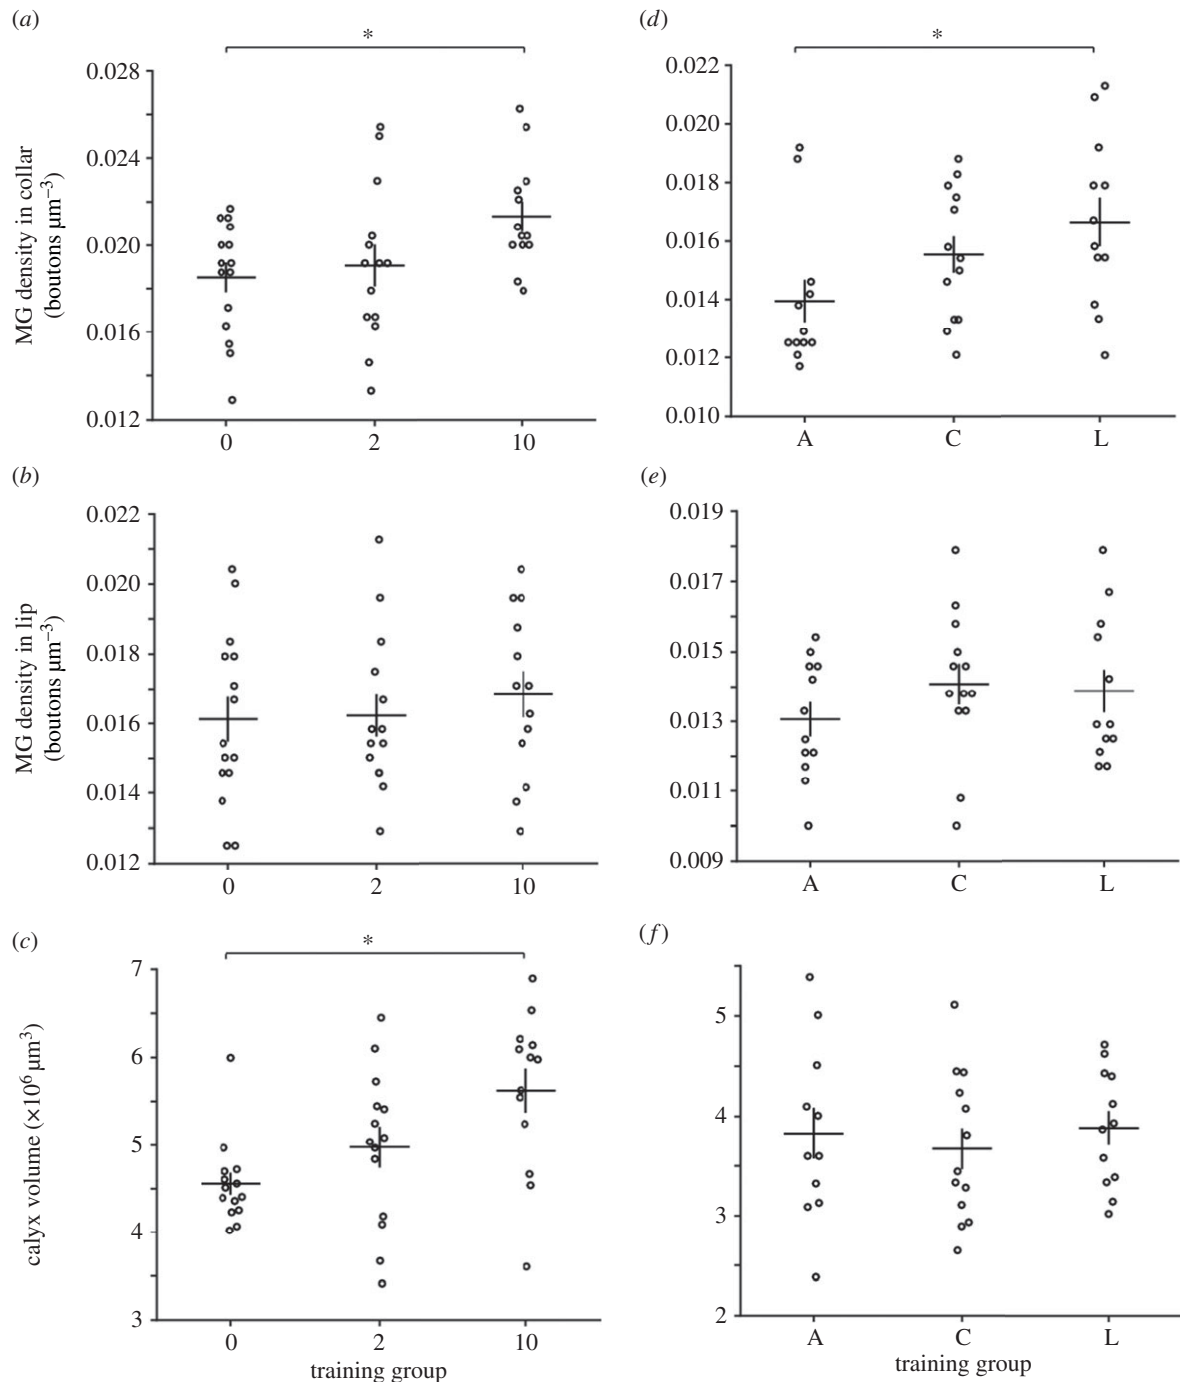 (a)
*
MG density in collar
(boutons µm⁻³)
0.028
0.024
0.020
0.016
0.012
0 2 10
(d)
*
0.022
0.020
0.018
0.016
0.014
0.012
0.010
A C L
(b)
MG density in lip
(boutons µm⁻³)
0.022
0.020
0.018
0.016
0.014
0.012
0 2 10
(e)
0.019
0.017
0.015
0.013
0.011
0.009
A C L
(c)
*
calyx volume (×10⁶ µm³)
7
6
5
4
3
0 2 10
training group
(f)
5
4
3
2
A C L
training group